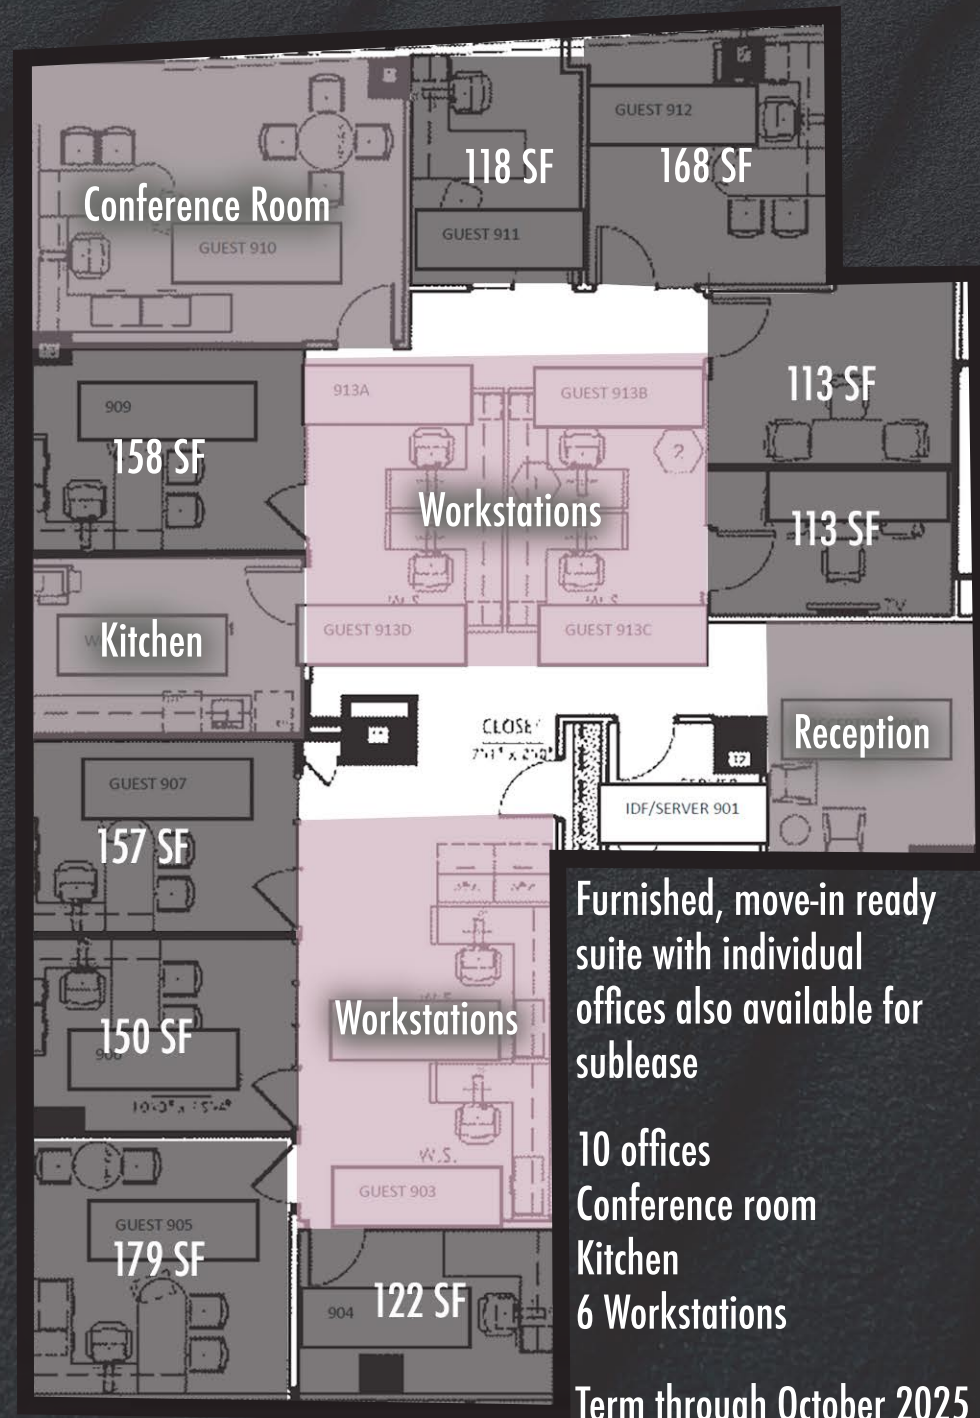 GUEST 912
118 SF
168 SF
Conference Room
GUEST 911
GUEST 910
113 SF
913A
GUEST 913B
909
158 SF
?
Workstations
113 SF
TV
W.S.
W.S.
GUEST 913D
GUEST 913C
Kitchen
CLOSE
Reception
GUEST 907
IDF/SERVER 901
157 SF
150 SF
Workstations
W.S.
GUEST 903
GUEST 905
179 SF
904
122 SF
Furnished, move-in ready
suite with individual
offices also available for
sublease
10 offices
Conference room
Kitchen
6 Workstations
Term through October 2025